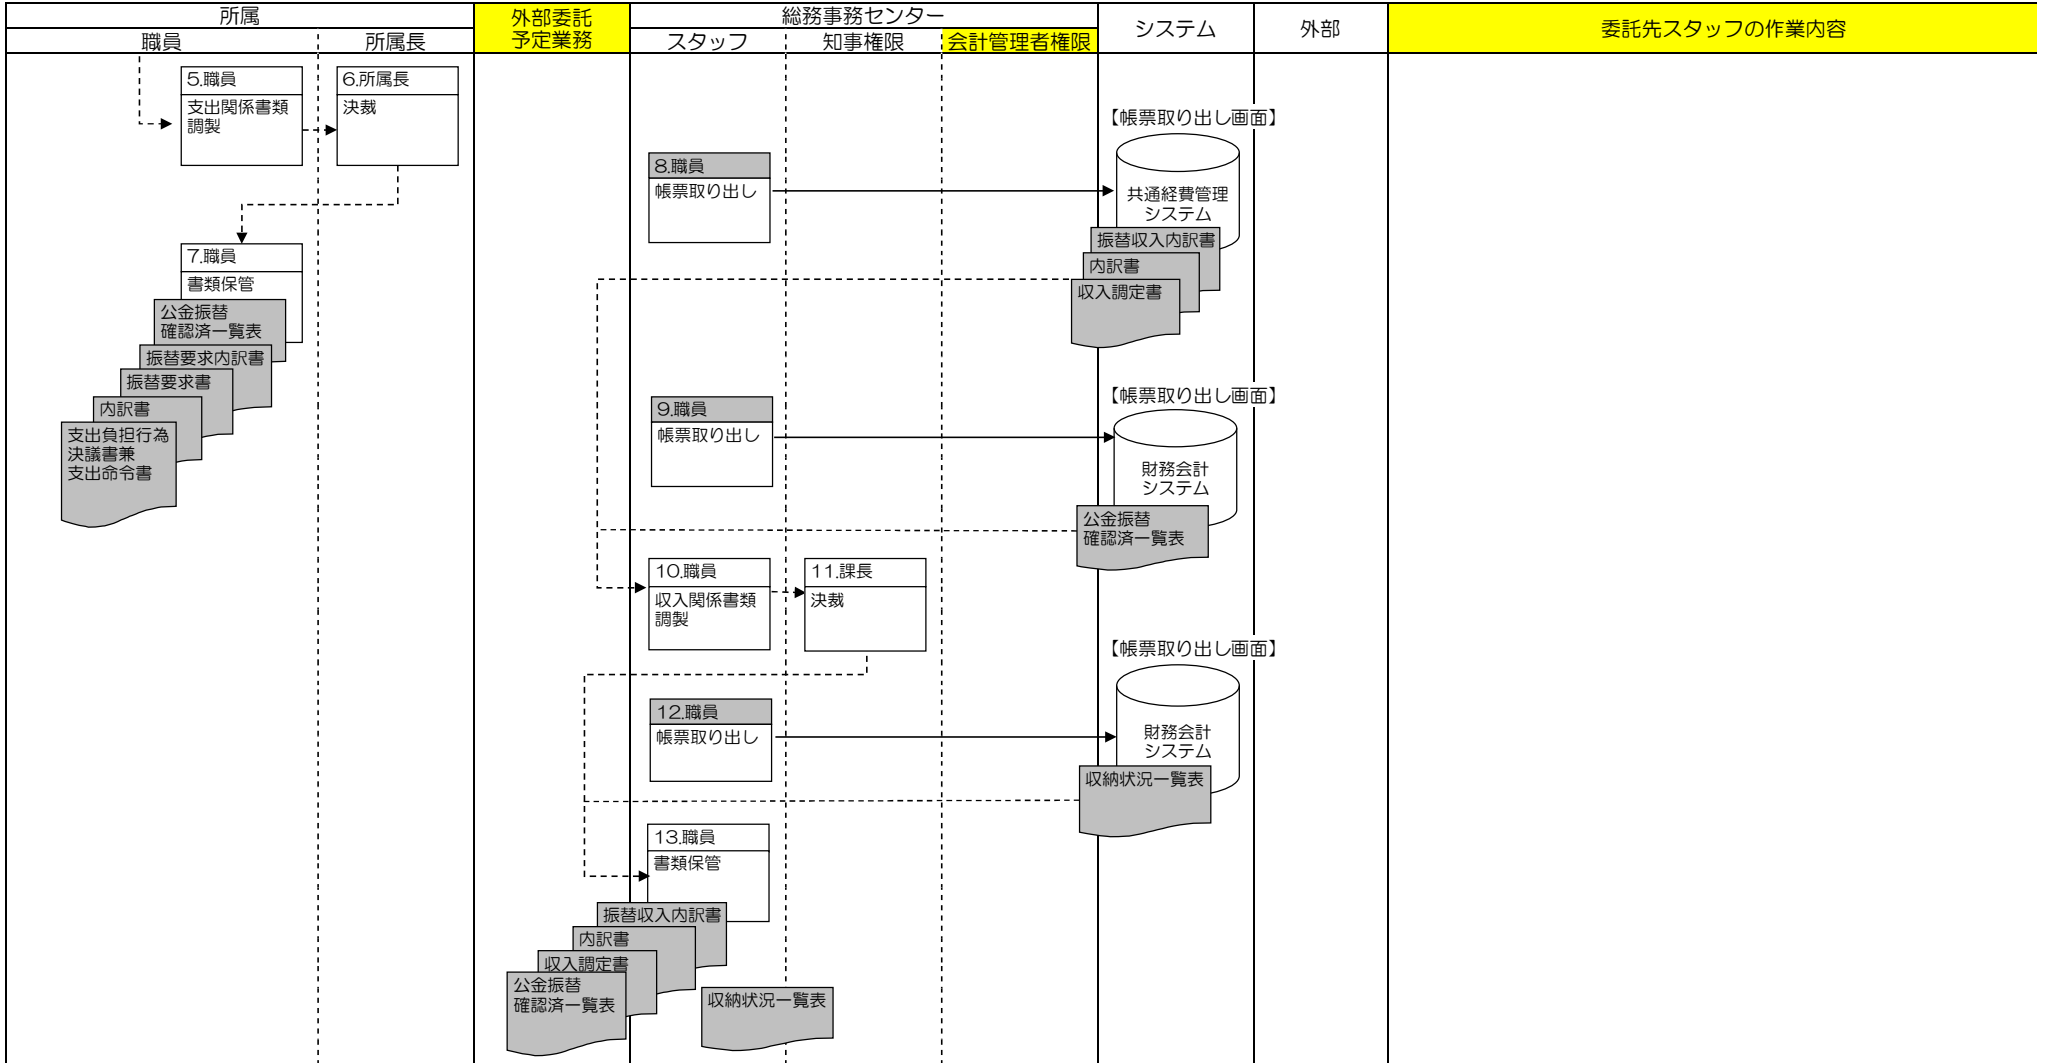 所属
外部委託
予定業務
総務事務センター
システム
外部
委託先スタッフの作業内容
職員
所属長
スタッフ
知事権限
会計管理者権限
5.職員
支出関係書類
調製
6.所属長
決裁
7.職員
書類保管
公金振替
確認済一覧表
振替要求内訳書
振替要求書
内訳書
支出負担行為
決議書兼
支出命令書
8.職員
帳票取り出し
【帳票取り出し画面】
共通経費管理
システム
振替収入内訳書
内訳書
収入調定書
9.職員
帳票取り出し
【帳票取り出し画面】
財務会計
システム
公金振替
確認済一覧表
10.職員
収入関係書類
調製
11.課長
決裁
12.職員
帳票取り出し
【帳票取り出し画面】
財務会計
システム
収納状況一覧表
13.職員
書類保管
振替収入内訳書
内訳書
収入調定書
公金振替
確認済一覧表
収納状況一覧表